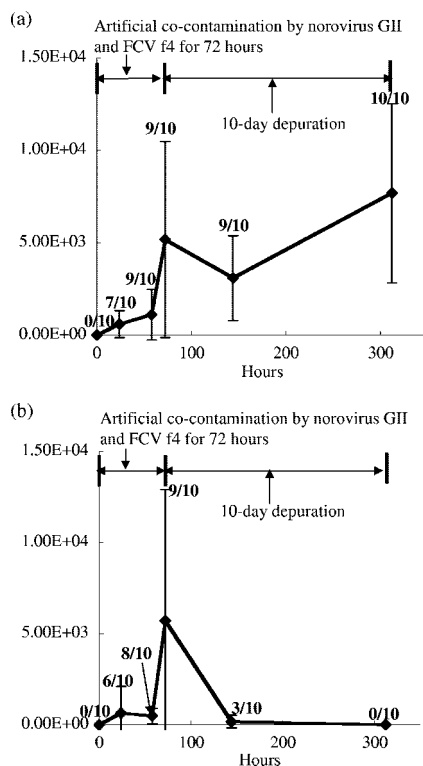 (a)
Artificial co-contamination by norovirus GII
and FCV f4 for 72 hours
1.50E+04
10-day depuration
10/10
9/10
1.00E+04
9/10
5.00E+03
9/10
7/10
0/10
0.00E+00
0 100 200 300
Hours
(b)
Artificial co-contamination by norovirus GII
and FCV f4 for 72 hours
1.50E+04
9/10
10-day depuration
1.00E+04
5.00E+03
8/10
6/10
3/10
0/10
0/10
0.00E+00
0 100 200 300
Hours